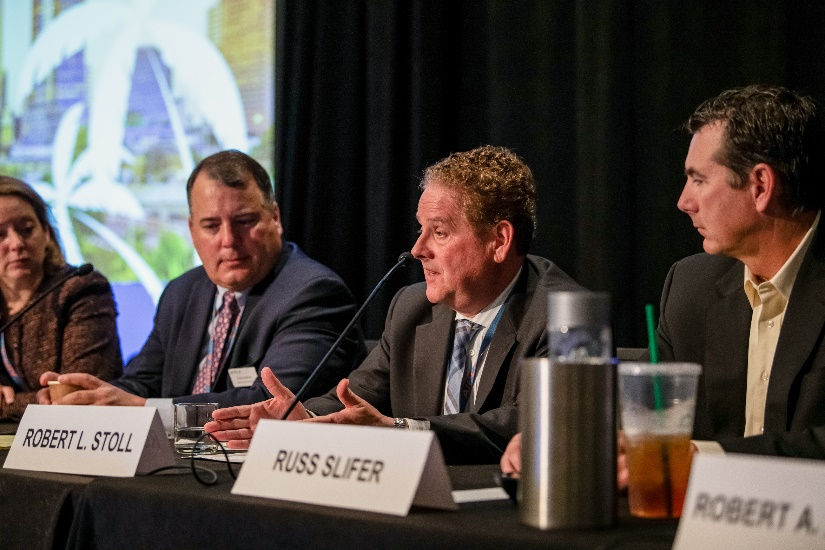 ROBERT L. STOLL
RUSS SLIFER
ROBERT A.